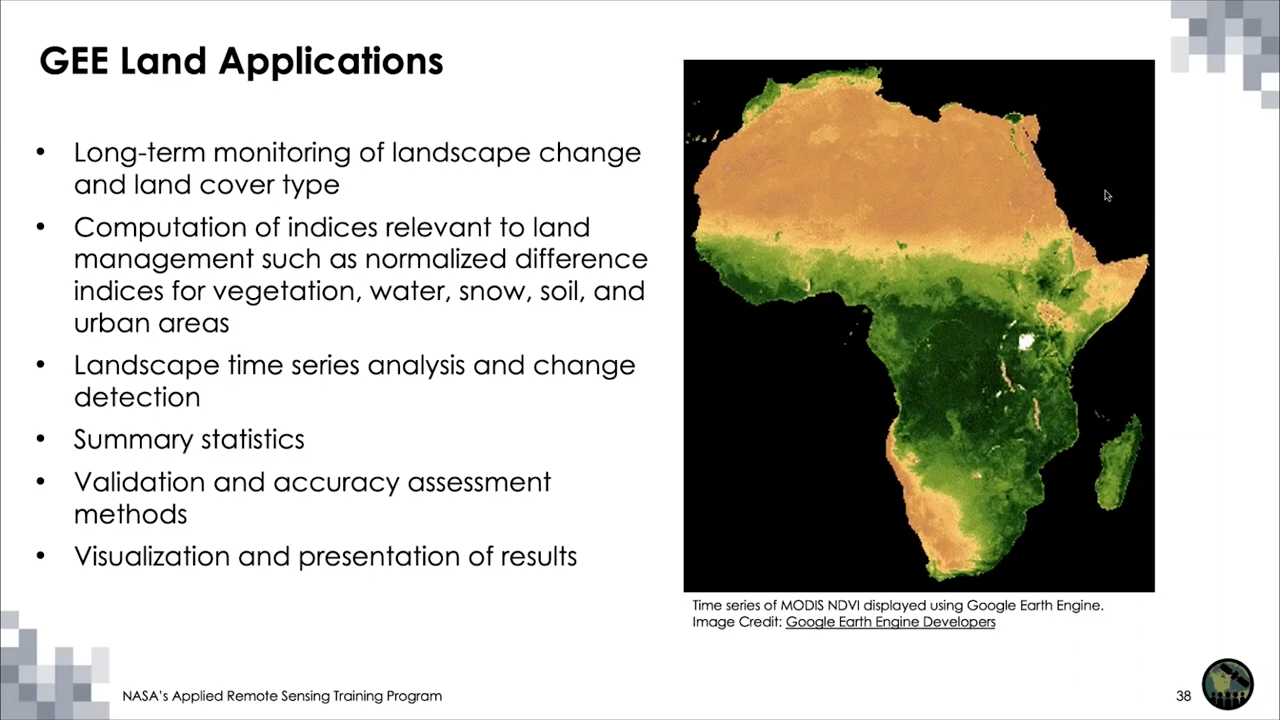 GEE Land Applications
• Long-term monitoring of landscape change
and land cover type
• Computation of indices relevant to land
management such as normalized difference
indices for vegetation, water, snow, soil, and
urban areas
• Landscape time series analysis and change
detection
• Summary statistics
• Validation and accuracy assessment
methods
• Visualization and presentation of results
Time series of MODIS NDVI displayed using Google Earth Engine.
Image Credit: Google Earth Engine Developers
NASA's Applied Remote Sensing Training Program
38